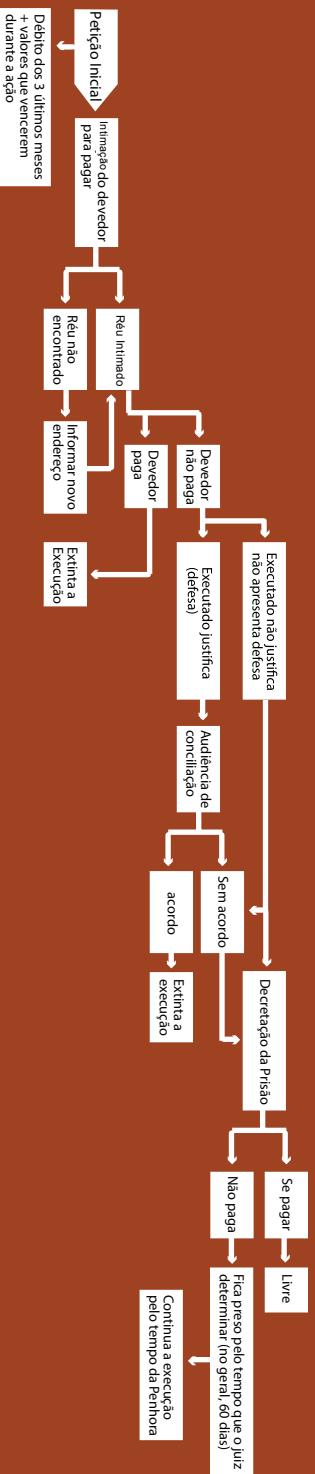 Petição Inicial
Débito dos 3 últimos meses
+ valores que vencerem
durante a ação
Intimação do devedor
para pagar
Réu Intimado
Réu não
encontrado
Informar novo
endereço
Devedor
não paga
Devedor
paga
Extinta a
Execução
Executado não justifica
não apresenta defesa
Executado justifica
(defesa)
Audiência de
conciliação
Sem acordo
acordo
Extinta a
execução
Decretação da Prisão
Se pagar
Livre
Não paga
Fica preso pelo tempo que o juiz
determinar (no geral, 60 dias)
Continua a execução
pelo tempo da Penhora